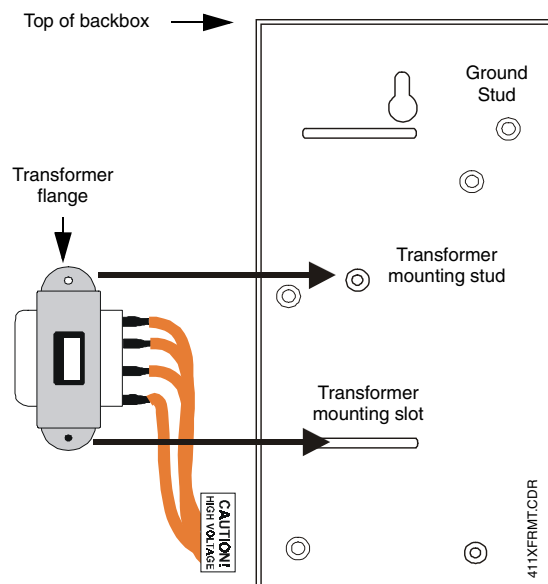 Top of backbox
Ground
Stud
Transformer
flange
Transformer
mounting stud
Transformer
mounting slot
CAUTION!
HIGH VOLTAGE
411XFRMT.CDR